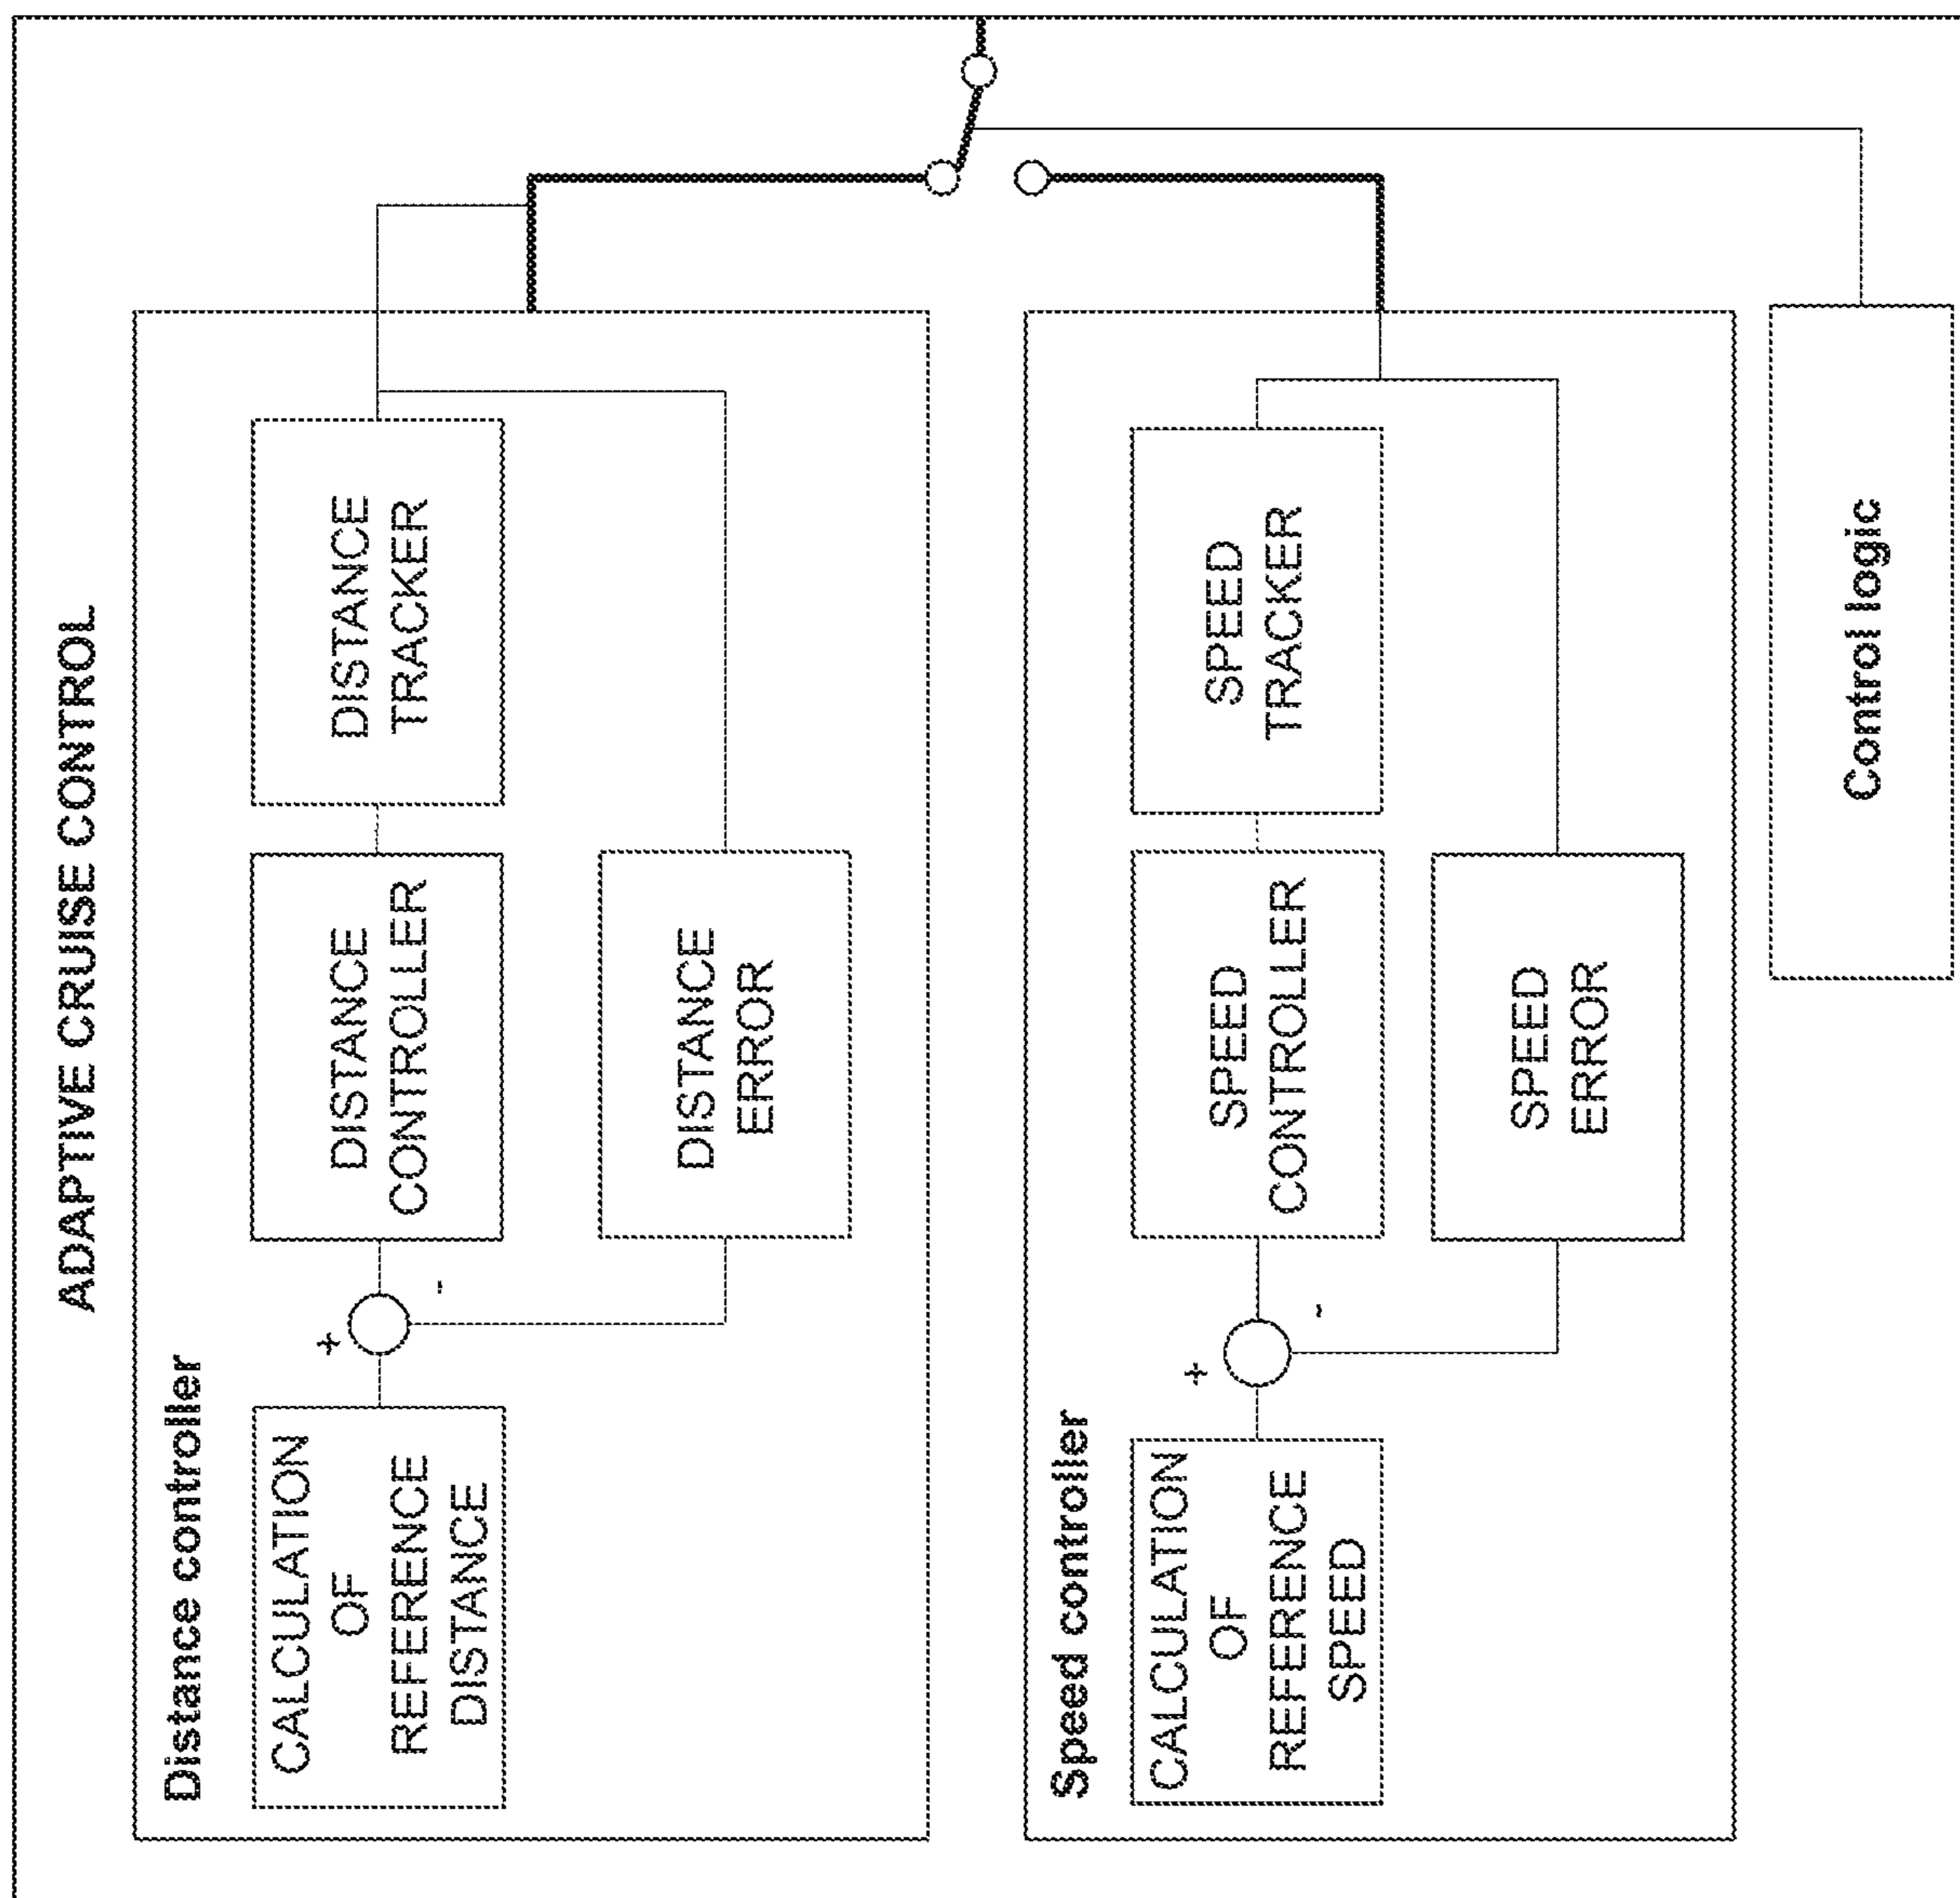 ADAPTIVE CRUISE CONTROL
Distance controller
CALCULATION
OF
REFERENCE
DISTANCE
+
-
DISTANCE
CONTROLLER
DISTANCE
TRACKER
DISTANCE
ERROR
Speed controller
CALCULATION
OF
REFERENCE
SPEED
+
-
SPEED
CONTROLLER
SPEED
TRACKER
SPEED
ERROR
Control logic